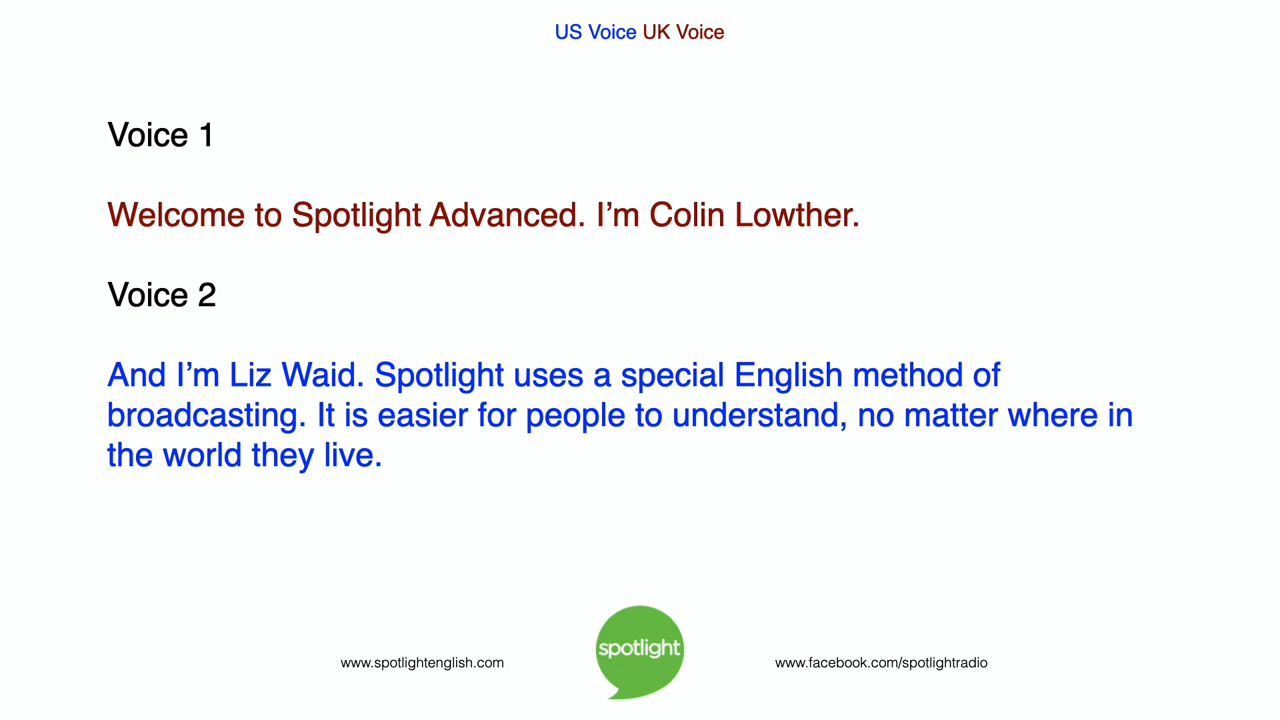 US Voice UK Voice
Voice 1
Welcome to Spotlight Advanced. I’m Colin Lowther.
Voice 2
And I’m Liz Waid. Spotlight uses a special English method of
broadcasting. It is easier for people to understand, no matter where in
the world they live.
www.spotlightenglish.com
spotlight
www.facebook.com/spotlightradio